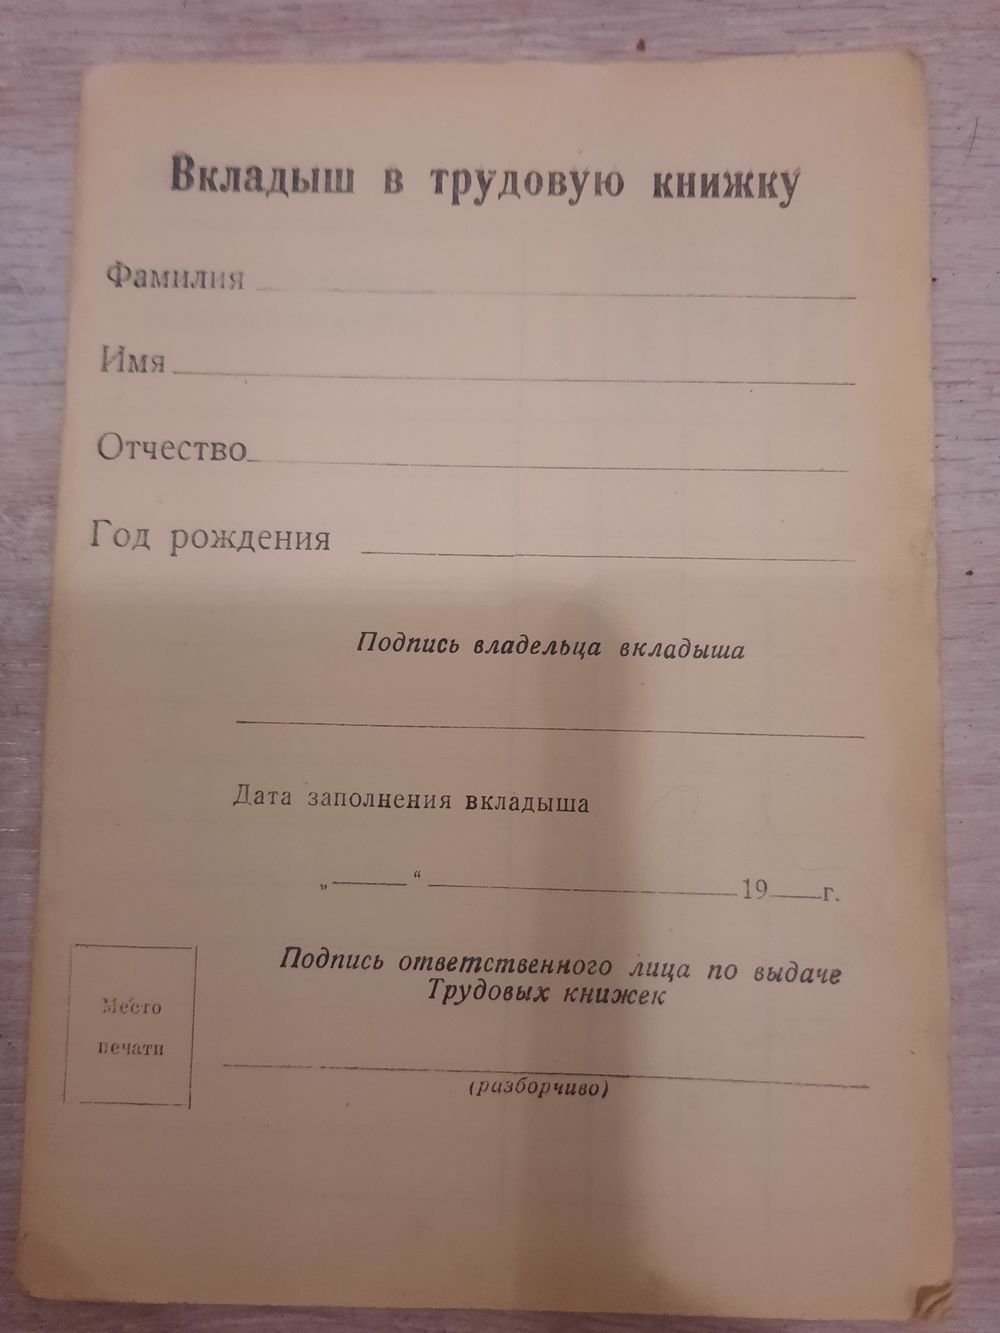 Вкладыш в трудовую книжку
Фамилия
Имя
Отчество
Год рождения
Подпись владельца вкладыша
Дата заполнения вкладыша
„ “ 19 г.
Подпись ответственного лица по выдаче
Трудовых книжек
Место
печати
(разборчиво)